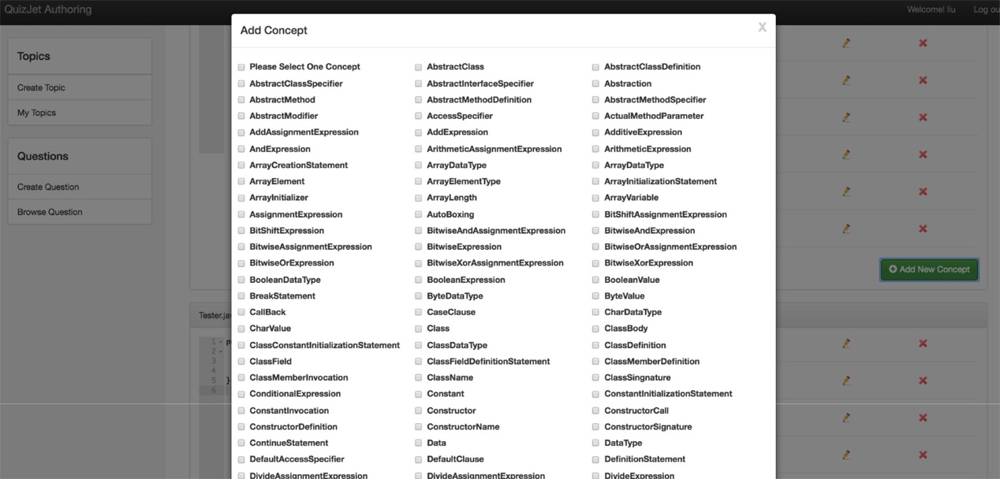 QuizJet Authoring
Welcome! liu Log ou
Topics
Create Topic
My Topics
Questions
Create Question
Browse Question
Add Concept
X
Please Select One Concept AbstractClass AbstractClassDefinition
AbstractClassSpecifier AbstractInterfaceSpecifier Abstraction
AbstractMethod AbstractMethodDefinition AbstractMethodSpecifier
AbstractModifier AccessSpecifier ActualMethodParameter
AddAssignmentExpression AddExpression AdditiveExpression
AndExpression ArithmeticAssignmentExpression ArithmeticExpression
ArrayCreationStatement ArrayDataType ArrayDataType
ArrayElement ArrayElementType ArrayInitializationStatement
ArrayInitializer ArrayLength ArrayVariable
AssignmentExpression AutoBoxing BitShiftAssignmentExpression
BitShiftExpression BitwiseAndAssignmentExpression BitwiseAndExpression
BitwiseAssignmentExpression BitwiseExpression BitwiseOrAssignmentExpression
BitwiseOrExpression BitwiseXorAssignmentExpression BitwiseXorExpression
BooleanDataType BooleanExpression BooleanValue
BreakStatement ByteDataType ByteValue
CallBack CaseClause CharDataType
CharValue Class ClassBody
ClassConstantInitializationStatement ClassDataType ClassDefinition
ClassField ClassFieldDefinitionStatement ClassMemberDefinition
ClassMemberInvocation ClassName ClassSingnature
ConditionalExpression Constant ConstantInitializationStatement
ConstantInvocation Constructor ConstructorCall
ConstructorDefinition ConstructorName ConstructorSignature
ContinueStatement Data DataType
DefaultAccessSpecifier DefaultClause DefinitionStatement
DivideAssignmentExpression DivideAssignmentExpression DivideExpression
Add New Concept
Tester.jav
1 p
2
3
4
5 }
6